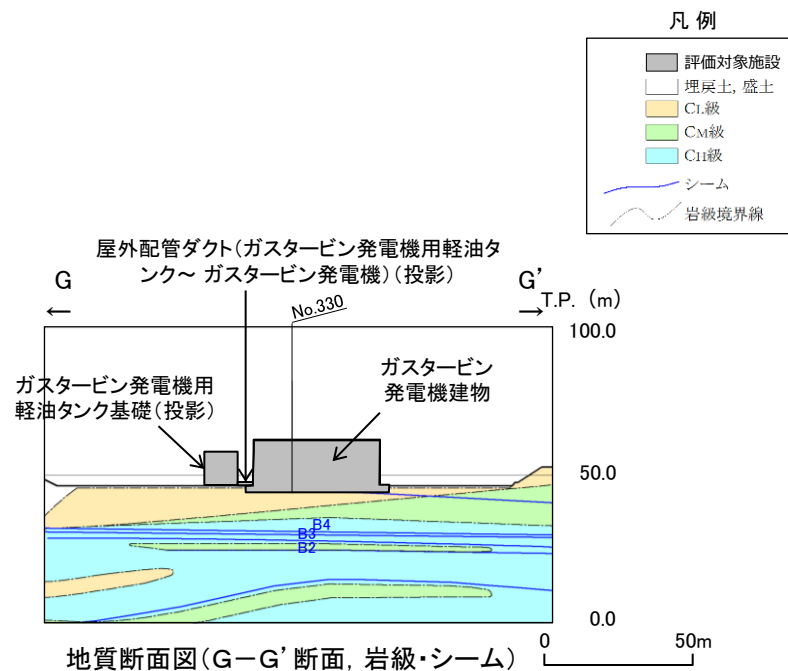 凡 例
評価対象施設
埋戻土, 盛土
CL級
CM級
CH級
シーム
岩級境界線
屋外配管ダクト(ガスタービン発電機用軽油タ
ンク~ ガスタービン発電機)(投影)
G
G'
T.P. (m)
No.330
100.0
ガスタービン発電機用
軽油タンク基礎(投影)
ガスタービン
発電機建物
50.0
B4
B3
B2
0.0
地質断面図(G-G'断面, 岩級・シーム)
0
50m